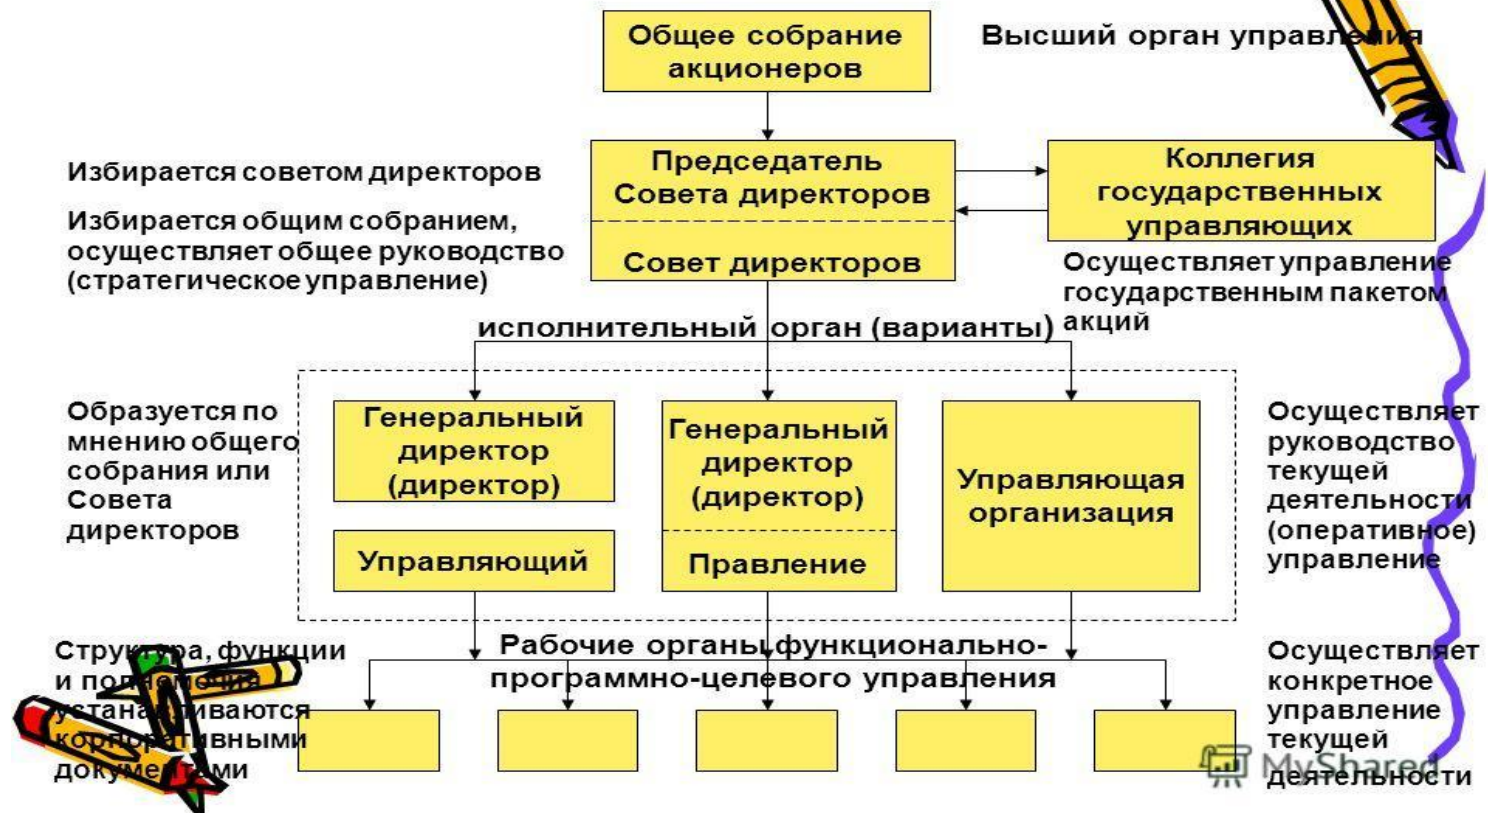 Общее собрание
акционеров
Высший орган управления
Избирается советом директоров
Председатель
Совета директоров
Коллегия
государственных
управляющих
Избирается общим собранием,
осуществляет общее руководство
(стратегическое управление)
Совет директоров
Осуществляет управление
государственным пакетом
акций
исполнительный орган (варианты)
Образуется по
мнению общего
собрания или
Совета
директоров
Генеральный
директор
(директор)
Управляющий
Генеральный
директор
(директор)
Правление
Управляющая
организация
Осуществляет
руководство
текущей
деятельности
(оперативное)
управление
Структура, функции
и полномочия
устанавливаются
корпоративными
документами
Рабочие органы функционально-
программно-целевого управления
Осуществляет
конкретное
управление
текущей
деятельности
MyShared